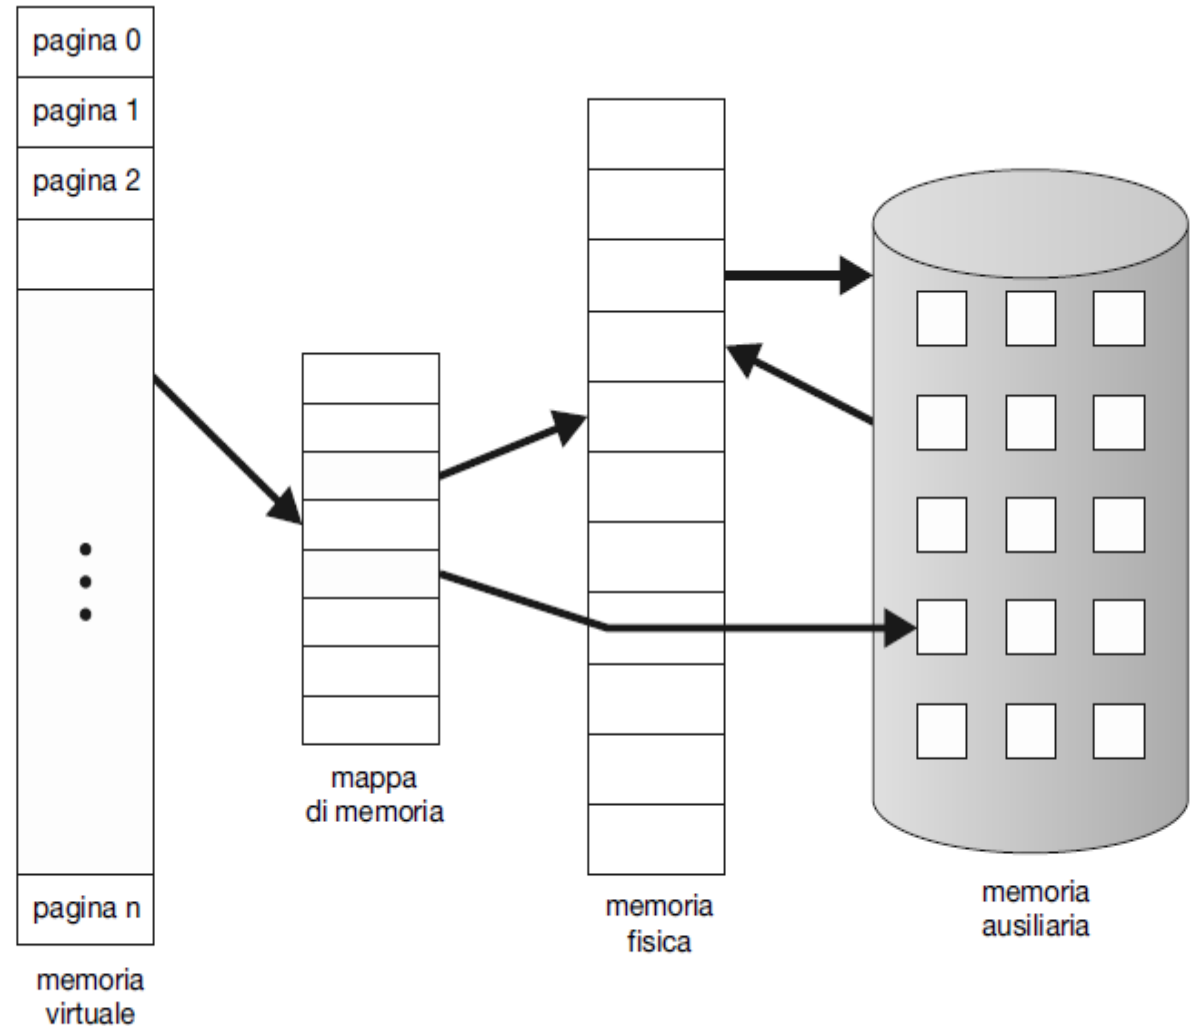 pagina 0
pagina 1
pagina 2
pagina n
memoria
virtuale
mappa
di memoria
memoria
fisica
memoria
ausiliaria